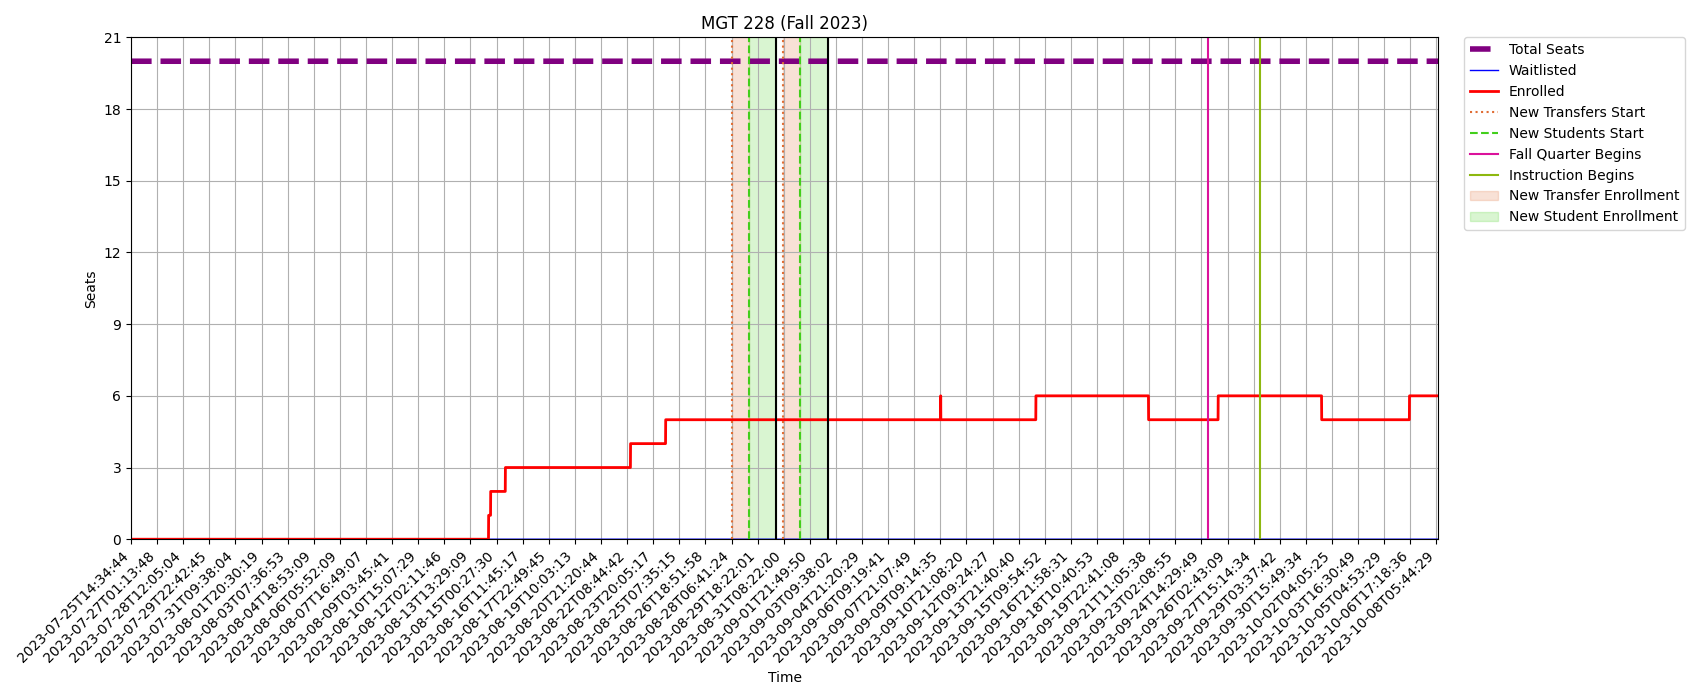 MGT 228 (Fall 2023)
21
18
15
12
9
6
3
0
Seats
Total Seats
Waitlisted
Enrolled
New Transfers Start
New Students Start
Fall Quarter Begins
Instruction Begins
New Transfer Enrollment
New Student Enrollment
2023-07-25T14:34:44
2023-07-27T01:13:48
2023-07-28T12:05:04
2023-07-29T22:42:45
2023-07-31T09:38:04
2023-08-01T20:30:19
2023-08-03T07:36:53
2023-08-04T18:53:09
2023-08-06T05:52:09
2023-08-07T16:49:07
2023-08-09T03:45:41
2023-08-10T15:07:29
2023-08-12T02:11:46
2023-08-13T13:29:09
2023-08-15T00:27:30
2023-08-16T11:45:17
2023-08-17T22:49:45
2023-08-19T10:03:13
2023-08-20T21:20:44
2023-08-22T08:44:42
2023-08-23T20:05:17
2023-08-25T07:35:15
2023-08-26T18:51:58
2023-08-28T06:41:24
2023-08-29T18:22:01
2023-08-31T08:22:00
2023-09-01T21:49:50
2023-09-03T09:38:02
2023-09-04T21:20:29
2023-09-06T09:19:41
2023-09-07T21:07:49
2023-09-09T09:14:35
2023-09-10T21:08:20
2023-09-12T09:24:27
2023-09-13T21:40:40
2023-09-15T09:54:52
2023-09-16T21:58:31
2023-09-18T10:40:53
2023-09-19T22:41:08
2023-09-21T11:05:38
2023-09-23T02:08:55
2023-09-24T14:29:49
2023-09-26T02:43:09
2023-09-27T15:14:34
2023-09-29T03:37:42
2023-09-30T15:49:34
2023-10-02T04:05:25
2023-10-03T16:30:49
2023-10-05T04:53:29
2023-10-06T17:18:36
2023-10-08T05:44:29
Time